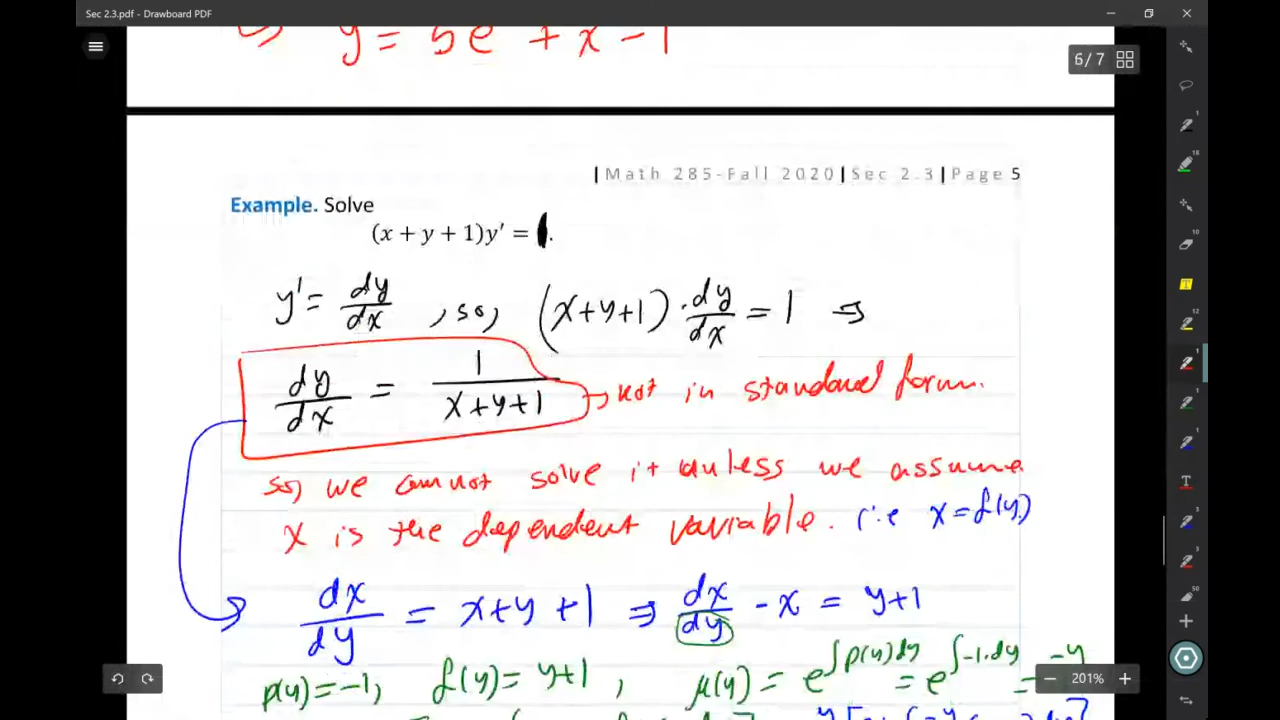 Sec 2.3.pdf - Drawboard PDF
y = 5e + x - 1
6 / 7
|Math 285-Fall 2020|Sec 2.3|Page 5
Example. Solve
(x + y + 1)y′ = 1.
y' = dy/dx , so, (x+y+1) · dy/dx = 1 ⇒
dy/dx = 1/(x+y+1) → not in standard form.
so we cannot solve it unless we assume
x is the dependent variable. (i.e x = f(y))
dx/dy = x+y+1 ⇒ dx/dy - x = y+1
p(y) = -1, f(y) = y+1 , μ(y) = e^∫p(y)dy = e^∫-1.dy = -y
201%